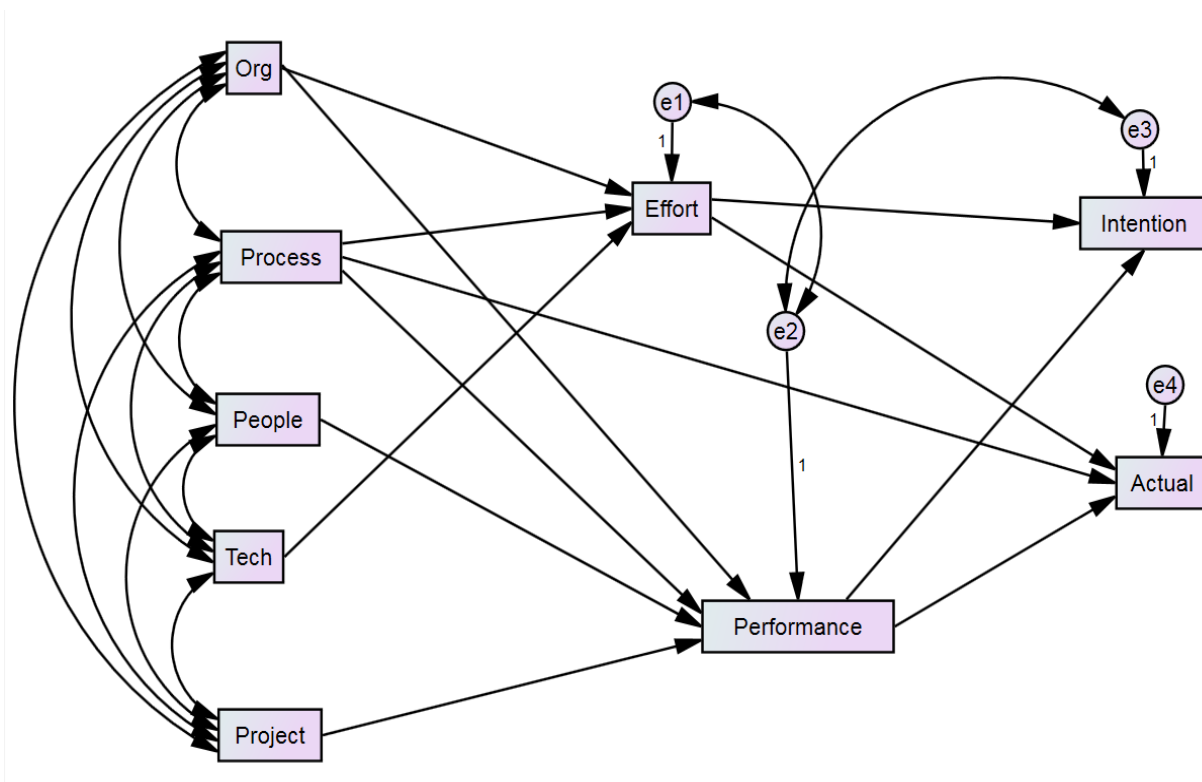 Org
e1
1
e3
1
Effort
Intention
Process
e2
e4
1
People
1
Actual
Tech
Performance
Project